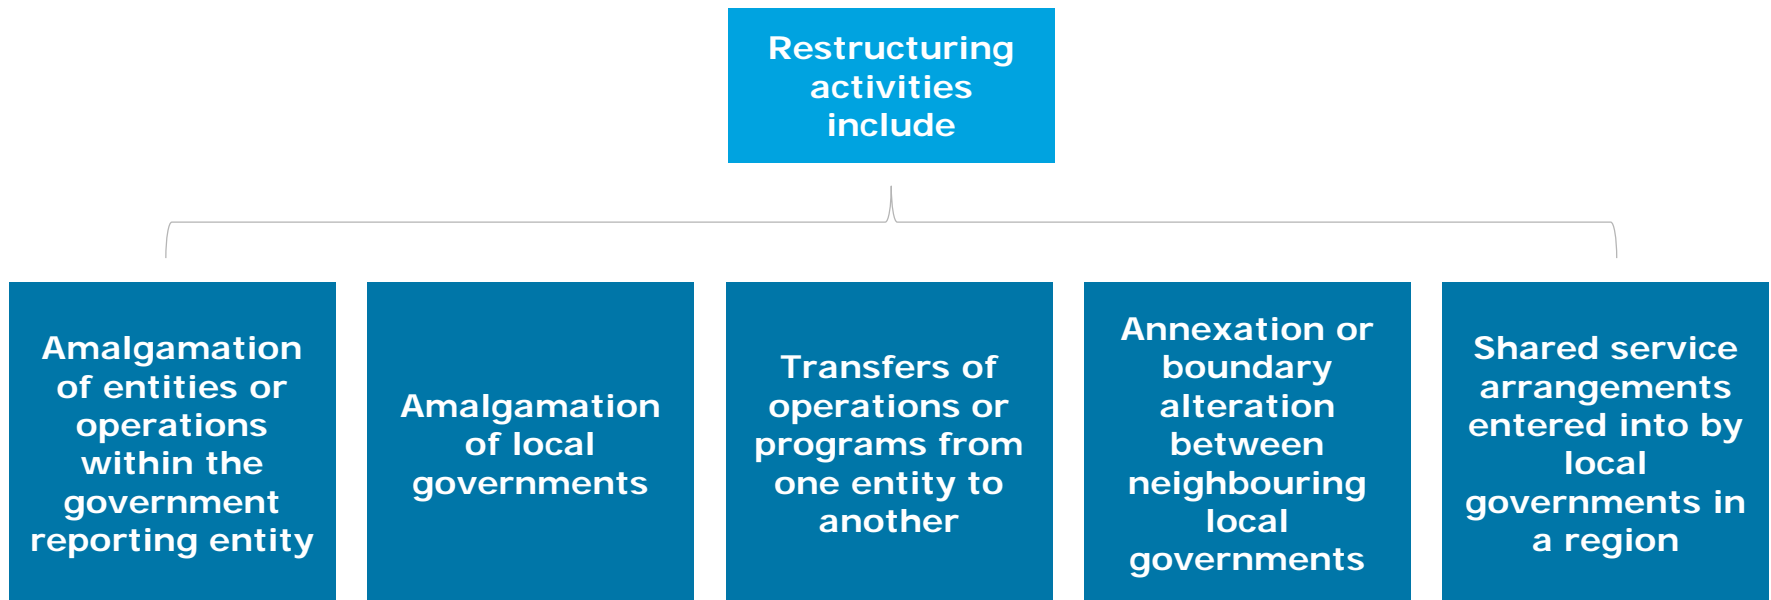 Restructuring
activities
include
Amalgamation
of entities or
operations
within the
government
reporting entity
Amalgamation
of local
governments
Transfers of
operations or
programs from
one entity to
another
Annexation or
boundary
alteration
between
neighbouring
local
governments
Shared service
arrangements
entered into by
local
governments in
a region